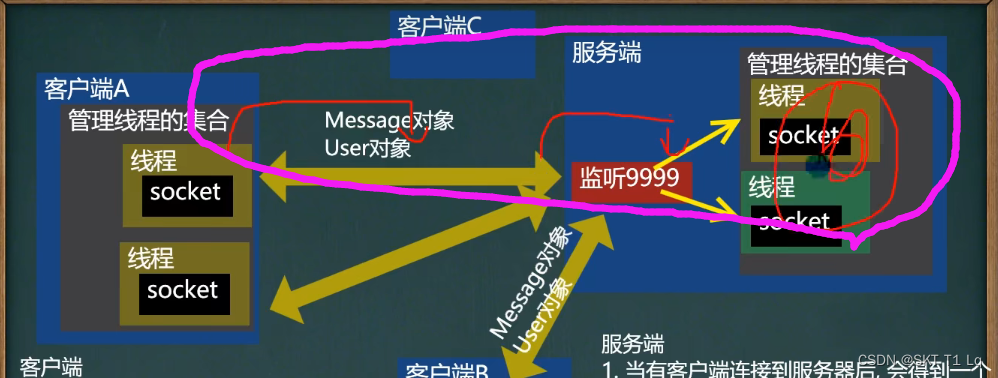 客户端C
服务端
管理线程的集合
线程
socket
线程
socket
监听9999
客户端A
管理线程的集合
线程
socket
线程
socket
Message对象
User对象
Message对象
User对象
客户端B
客户端
服务端
1. 当有客户端连接到服务器后, 会得到一个
CSDN @SKT T1 Lo